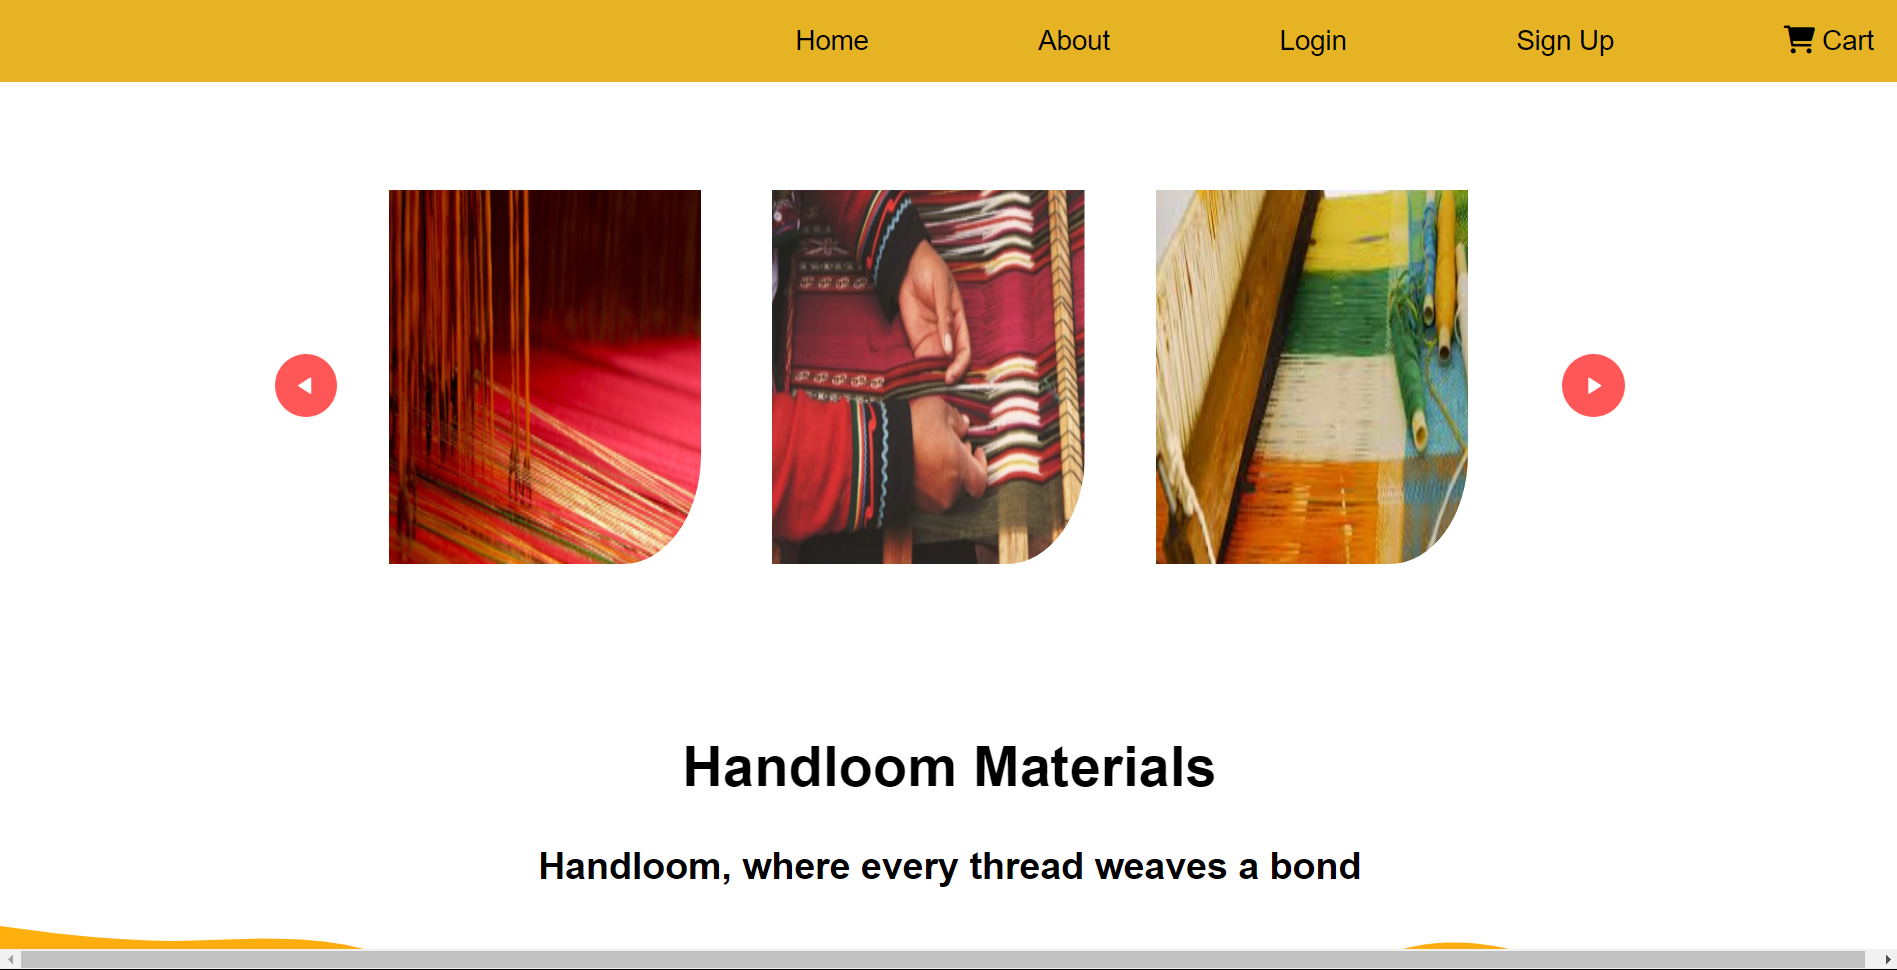 Home About Login Sign Up Cart
Handloom Materials
Handloom, where every thread weaves a bond